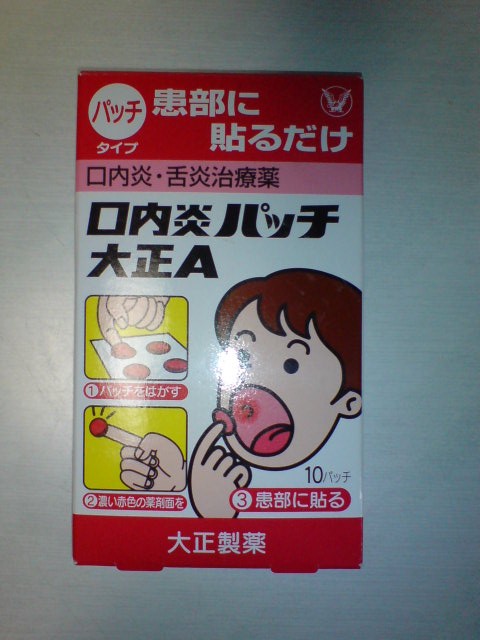 パッチ
タイプ
患部に
貼るだけ
口内炎・舌炎治療薬
口内炎パッチ
大正A
①パッチをはがす
②濃い赤色の薬剤面を
10パッチ
③患部に貼る
大正製薬